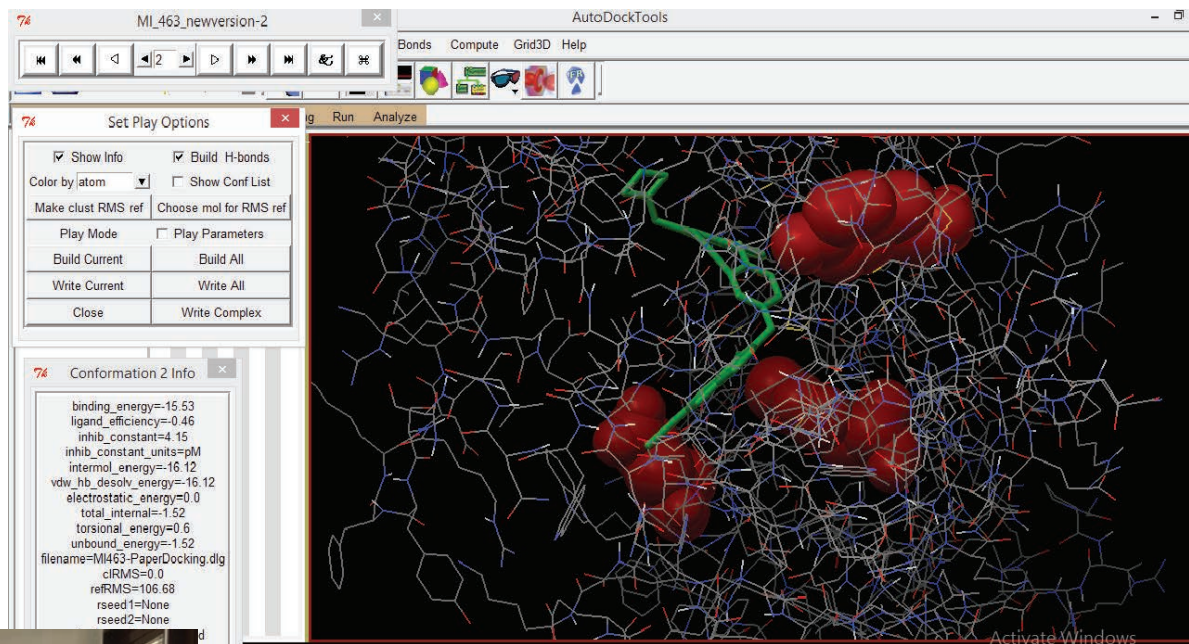 MI_463_newversion-2
AutoDockTools
2
Bonds Compute Grid3D Help
Set Play Options
g Run Analyze
Show Info Build H-bonds
Color by atom Show Conf List
Make clust RMS ref Choose mol for RMS ref
Play Mode Play Parameters
Build Current Build All
Write Current Write All
Close Write Complex
Conformation 2 Info
binding_energy=-15.53
ligand_efficiency=-0.46
inhib_constant=4.15
inhib_constant_units=pM
intermol_energy=-16.12
vdw_hb_desolv_energy=-16.12
electrostatic_energy=0.0
total_internal=-1.52
torsional_energy=0.6
unbound_energy=-1.52
filename=MI463-PaperDocking.dlg
clRMS=0.0
refRMS=106.68
rseed1=None
rseed2=None
d
Activate Windows